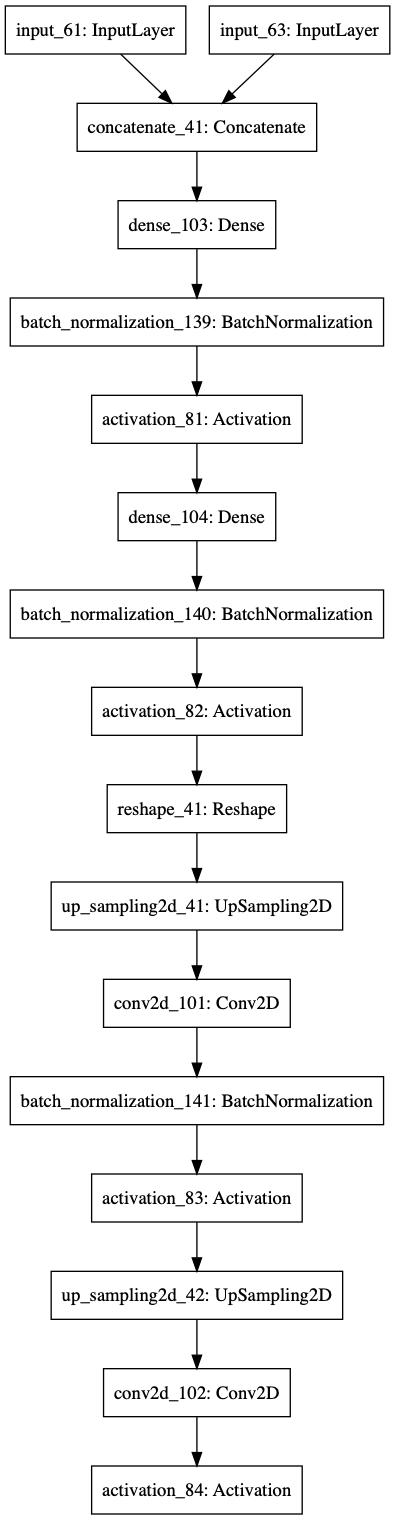 input_61: InputLayer
input_63: InputLayer
concatenate_41: Concatenate
dense_103: Dense
batch_normalization_139: BatchNormalization
activation_81: Activation
dense_104: Dense
batch_normalization_140: BatchNormalization
activation_82: Activation
reshape_41: Reshape
up_sampling2d_41: UpSampling2D
conv2d_101: Conv2D
batch_normalization_141: BatchNormalization
activation_83: Activation
up_sampling2d_42: UpSampling2D
conv2d_102: Conv2D
activation_84: Activation